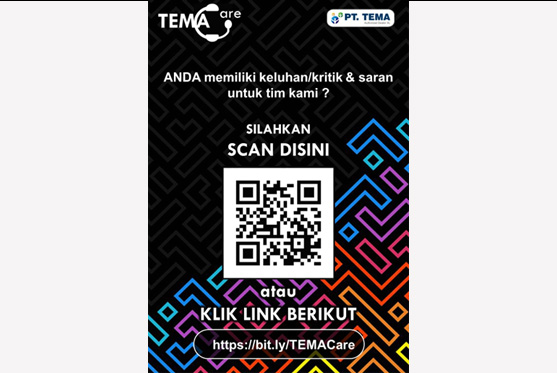 TEMA Care
PT. TEMA
ANDA memiliki keluhan/kritik & saran
untuk tim kami ?
SILAHKAN
SCAN DISINI
atau
KLIK LINK BERIKUT
https://bit.ly/TEMACare